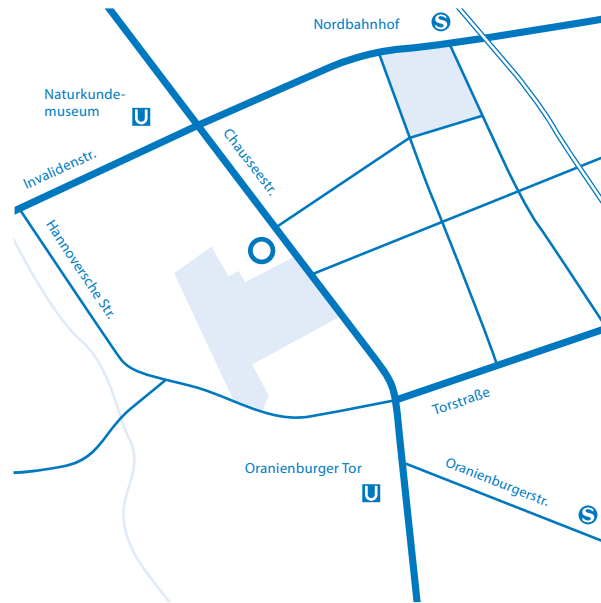 Nordbahnhof
S
Naturkunde-
museum
U
Invalidenstr.
Chausseestr.
Hannoversche Str.
Torstraße
Oranienburger Tor
U
Oranienburgerstr.
S